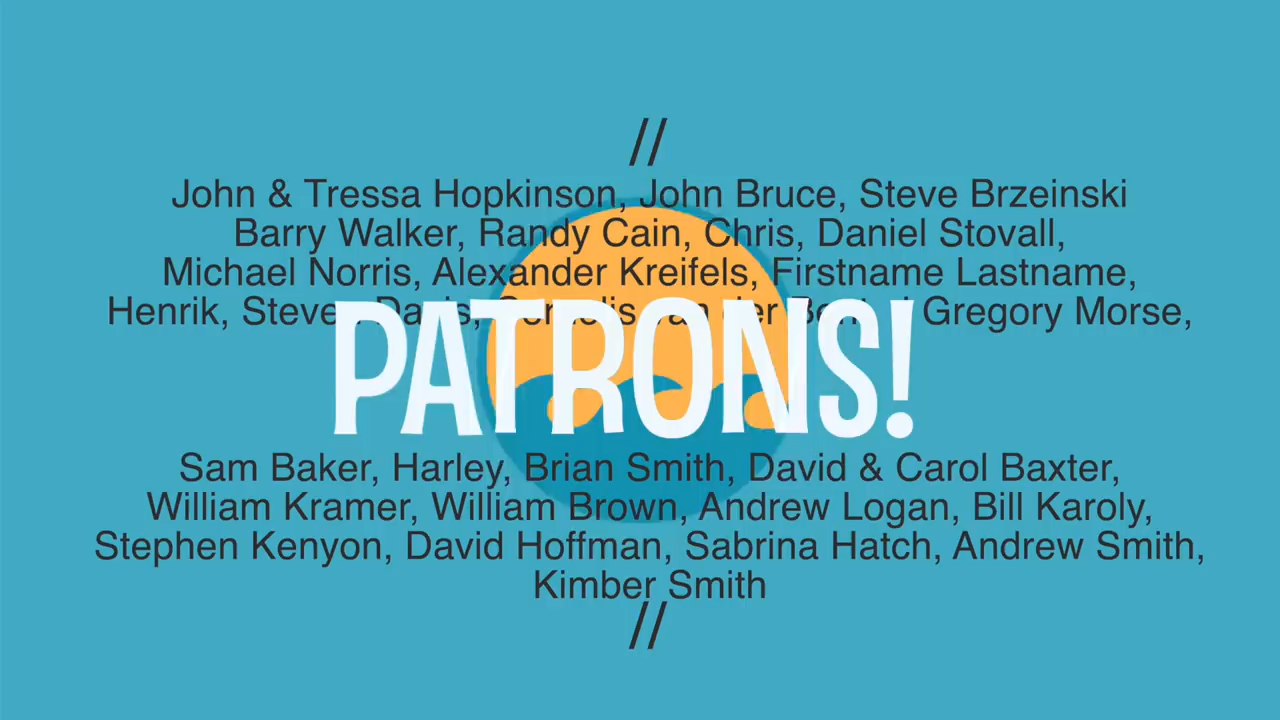 //
John & Tressa Hopkinson, John Bruce, Steve Brzeinski
Barry Walker, Randy Cain, Chris, Daniel Stovall,
Michael Norris, Alexander Kreifels, Firstname Lastname,
Henrik, Gregory Morse,
PATRONS!
Sam Baker, Harley, Brian Smith, David & Carol Baxter,
William Kramer, William Brown, Andrew Logan, Bill Karoly,
Stephen Kenyon, David Hoffman, Sabrina Hatch, Andrew Smith,
Kimber Smith
//